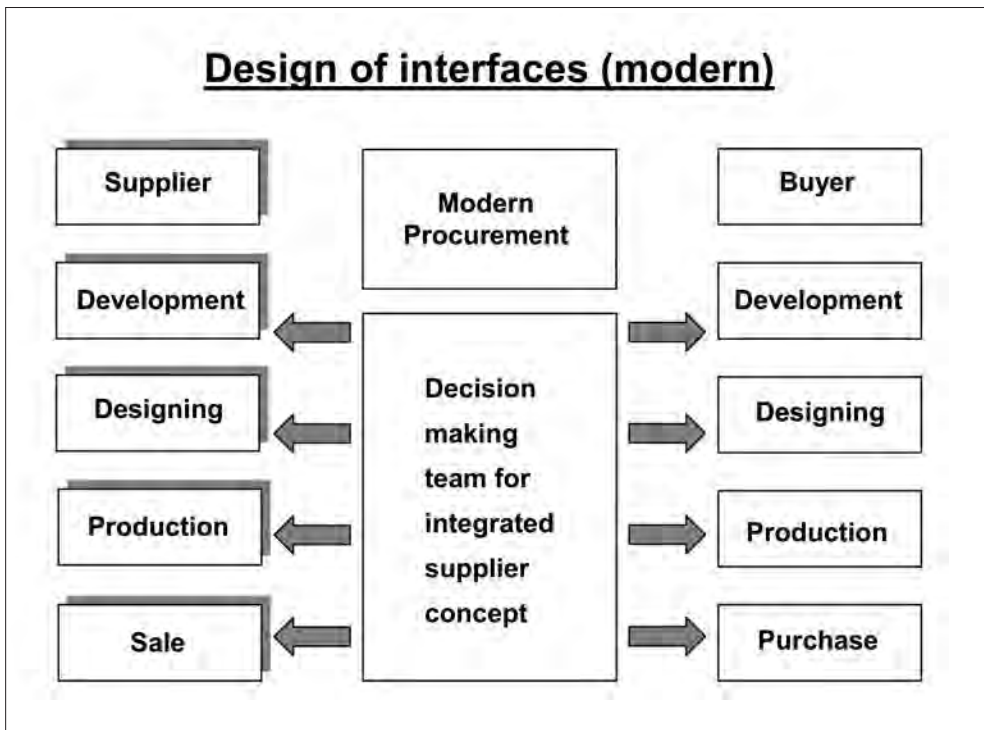 Design of interfaces (modern)
Supplier
Modern
Procurement
Buyer
Development
Development
Decision
making
team for
integrated
supplier
concept
Designing
Designing
Production
Production
Sale
Purchase